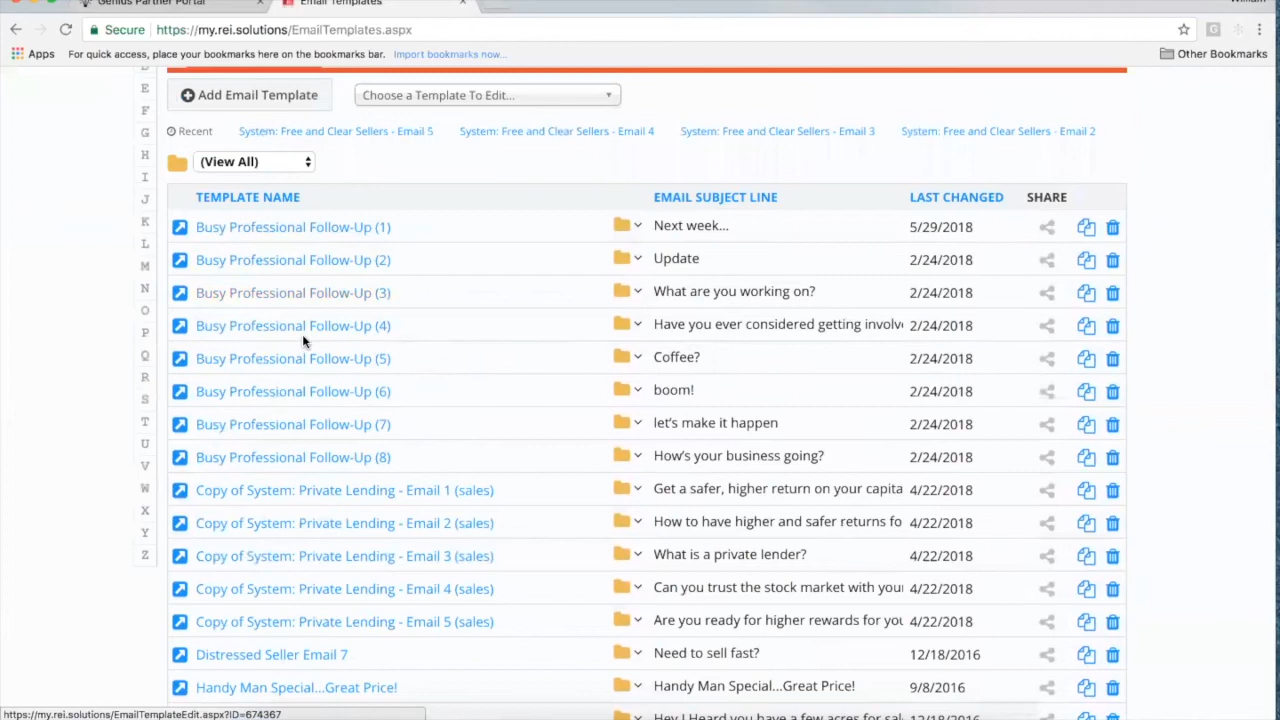 Genius Partner Portal
Email Templates
William
Secure https://my.rei.solutions/EmailTemplates.aspx
G
Apps For quick access, place your bookmarks here on the bookmarks bar. Import bookmarks now... Other Bookmarks
D
E
F
G
H
I
J
K
L
M
N
O
P
Q
R
S
T
U
V
W
X
Y
Z
Add Email Template Choose a Template To Edit...
Recent System: Free and Clear Sellers - Email 5 System: Free and Clear Sellers - Email 4 System: Free and Clear Sellers - Email 3 System: Free and Clear Sellers - Email 2
(View All)
TEMPLATE NAME EMAIL SUBJECT LINE LAST CHANGED SHARE
Busy Professional Follow-Up (1) Next week... 5/29/2018
Busy Professional Follow-Up (2) Update 2/24/2018
Busy Professional Follow-Up (3) What are you working on? 2/24/2018
Busy Professional Follow-Up (4) Have you ever considered getting involv 2/24/2018
Busy Professional Follow-Up (5) Coffee? 2/24/2018
Busy Professional Follow-Up (6) boom! 2/24/2018
Busy Professional Follow-Up (7) let's make it happen 2/24/2018
Busy Professional Follow-Up (8) How's your business going? 2/24/2018
Copy of System: Private Lending - Email 1 (sales) Get a safer, higher return on your capita 4/22/2018
Copy of System: Private Lending - Email 2 (sales) How to have higher and safer returns fo 4/22/2018
Copy of System: Private Lending - Email 3 (sales) What is a private lender? 4/22/2018
Copy of System: Private Lending - Email 4 (sales) Can you trust the stock market with your 4/22/2018
Copy of System: Private Lending - Email 5 (sales) Are you ready for higher rewards for you 4/22/2018
Distressed Seller Email 7 Need to sell fast? 12/18/2016
Handy Man Special...Great Price! Handy Man Special...Great Price! 9/8/2016
Hey I Heard you have a few acres for sal 12/18/2016
https://my.rei.solutions/EmailTemplateEdit.aspx?ID=674367